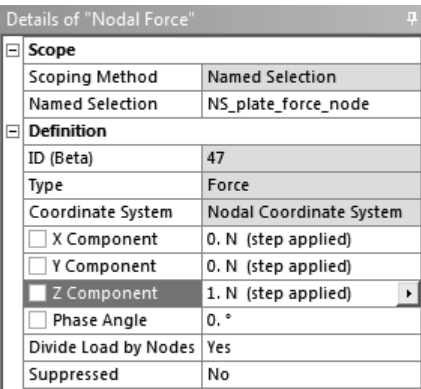 Details of "Nodal Force"
Scope
Scoping Method Named Selection
Named Selection NS_plate_force_node
Definition
ID (Beta) 47
Type Force
Coordinate System Nodal Coordinate System
X Component 0. N (step applied)
Y Component 0. N (step applied)
Z Component 1. N (step applied)
Phase Angle 0. °
Divide Load by Nodes Yes
Suppressed No